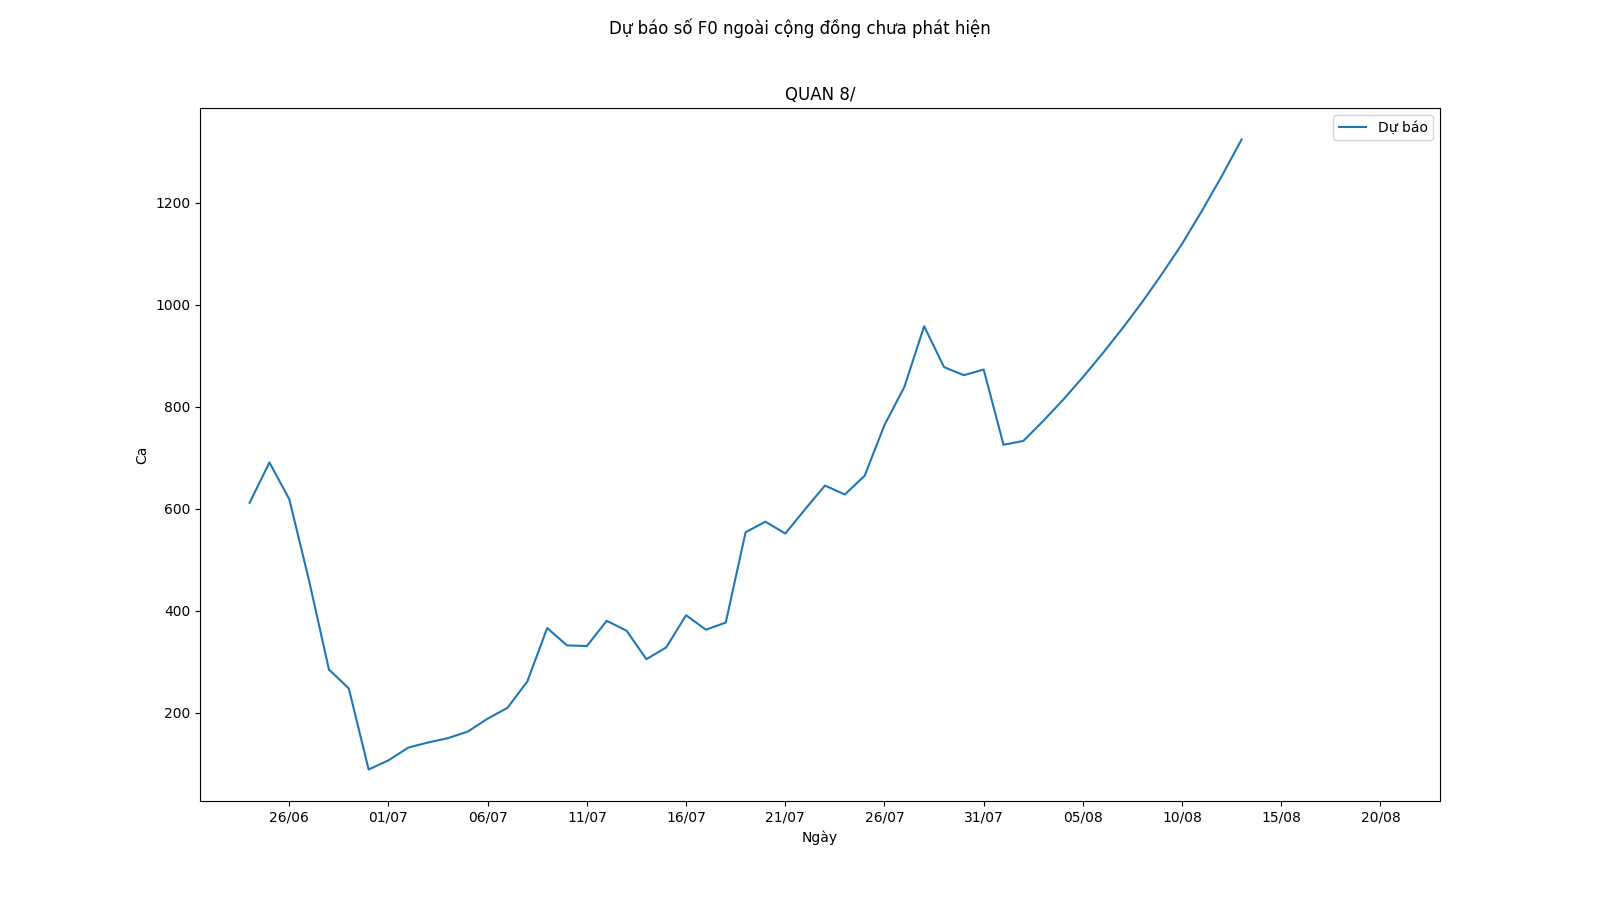 Dự báo số F0 ngoài cộng đồng chưa phát hiện
QUAN 8/
Dự báo
1200
1000
800
600
400
200
Ca
26/06 01/07 06/07 11/07 16/07 21/07 26/07 31/07 05/08 10/08 15/08 20/08
Ngày